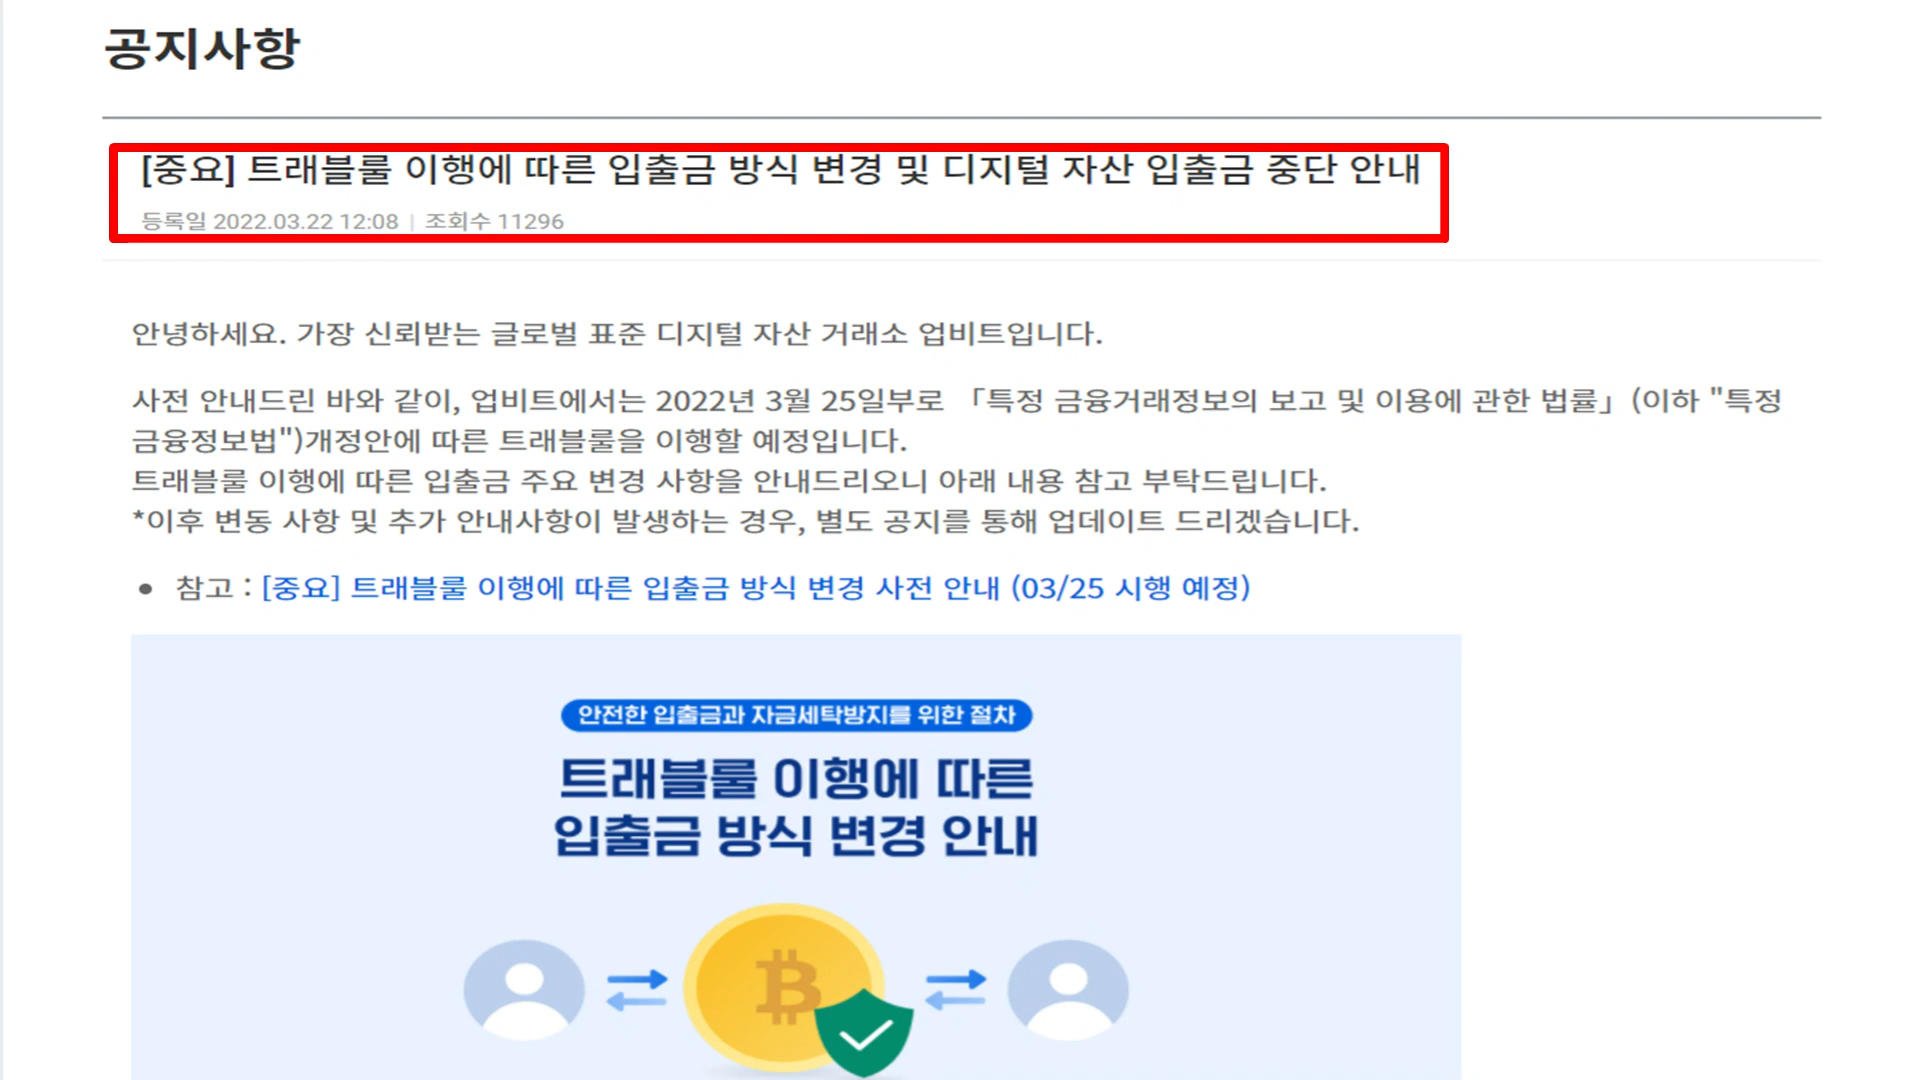 공지사항
[중요] 트래블룰 이행에 따른 입출금 방식 변경 및 디지털 자산 입출금 중단 안내
등록일 2022.03.22 12:08 | 조회수 11296
안녕하세요. 가장 신뢰받는 글로벌 표준 디지털 자산 거래소 업비트입니다.
사전 안내드린 바와 같이, 업비트에서는 2022년 3월 25일부로 「특정 금융거래정보의 보고 및 이용에 관한 법률」(이하 "특정
금융정보법")개정안에 따른 트래블룰을 이행할 예정입니다.
트래블룰 이행에 따른 입출금 주요 변경 사항을 안내드리오니 아래 내용 참고 부탁드립니다.
*이후 변동 사항 및 추가 안내사항이 발생하는 경우, 별도 공지를 통해 업데이트 드리겠습니다.
● 참고 : [중요] 트래블룰 이행에 따른 입출금 방식 변경 사전 안내 (03/25 시행 예정)
안전한 입출금과 자금세탁방지를 위한 절차
트래블룰 이행에 따른
입출금 방식 변경 안내